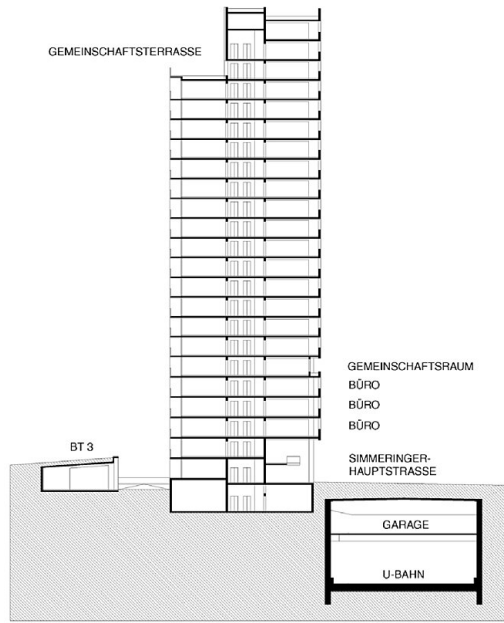 GEMEINSCHAFTSTERRASSE
GEMEINSCHAFTSRAUM
BÜRO
BÜRO
BÜRO
BT 3
SIMMERINGER-
HAUPTSTRASSE
GARAGE
U-BAHN